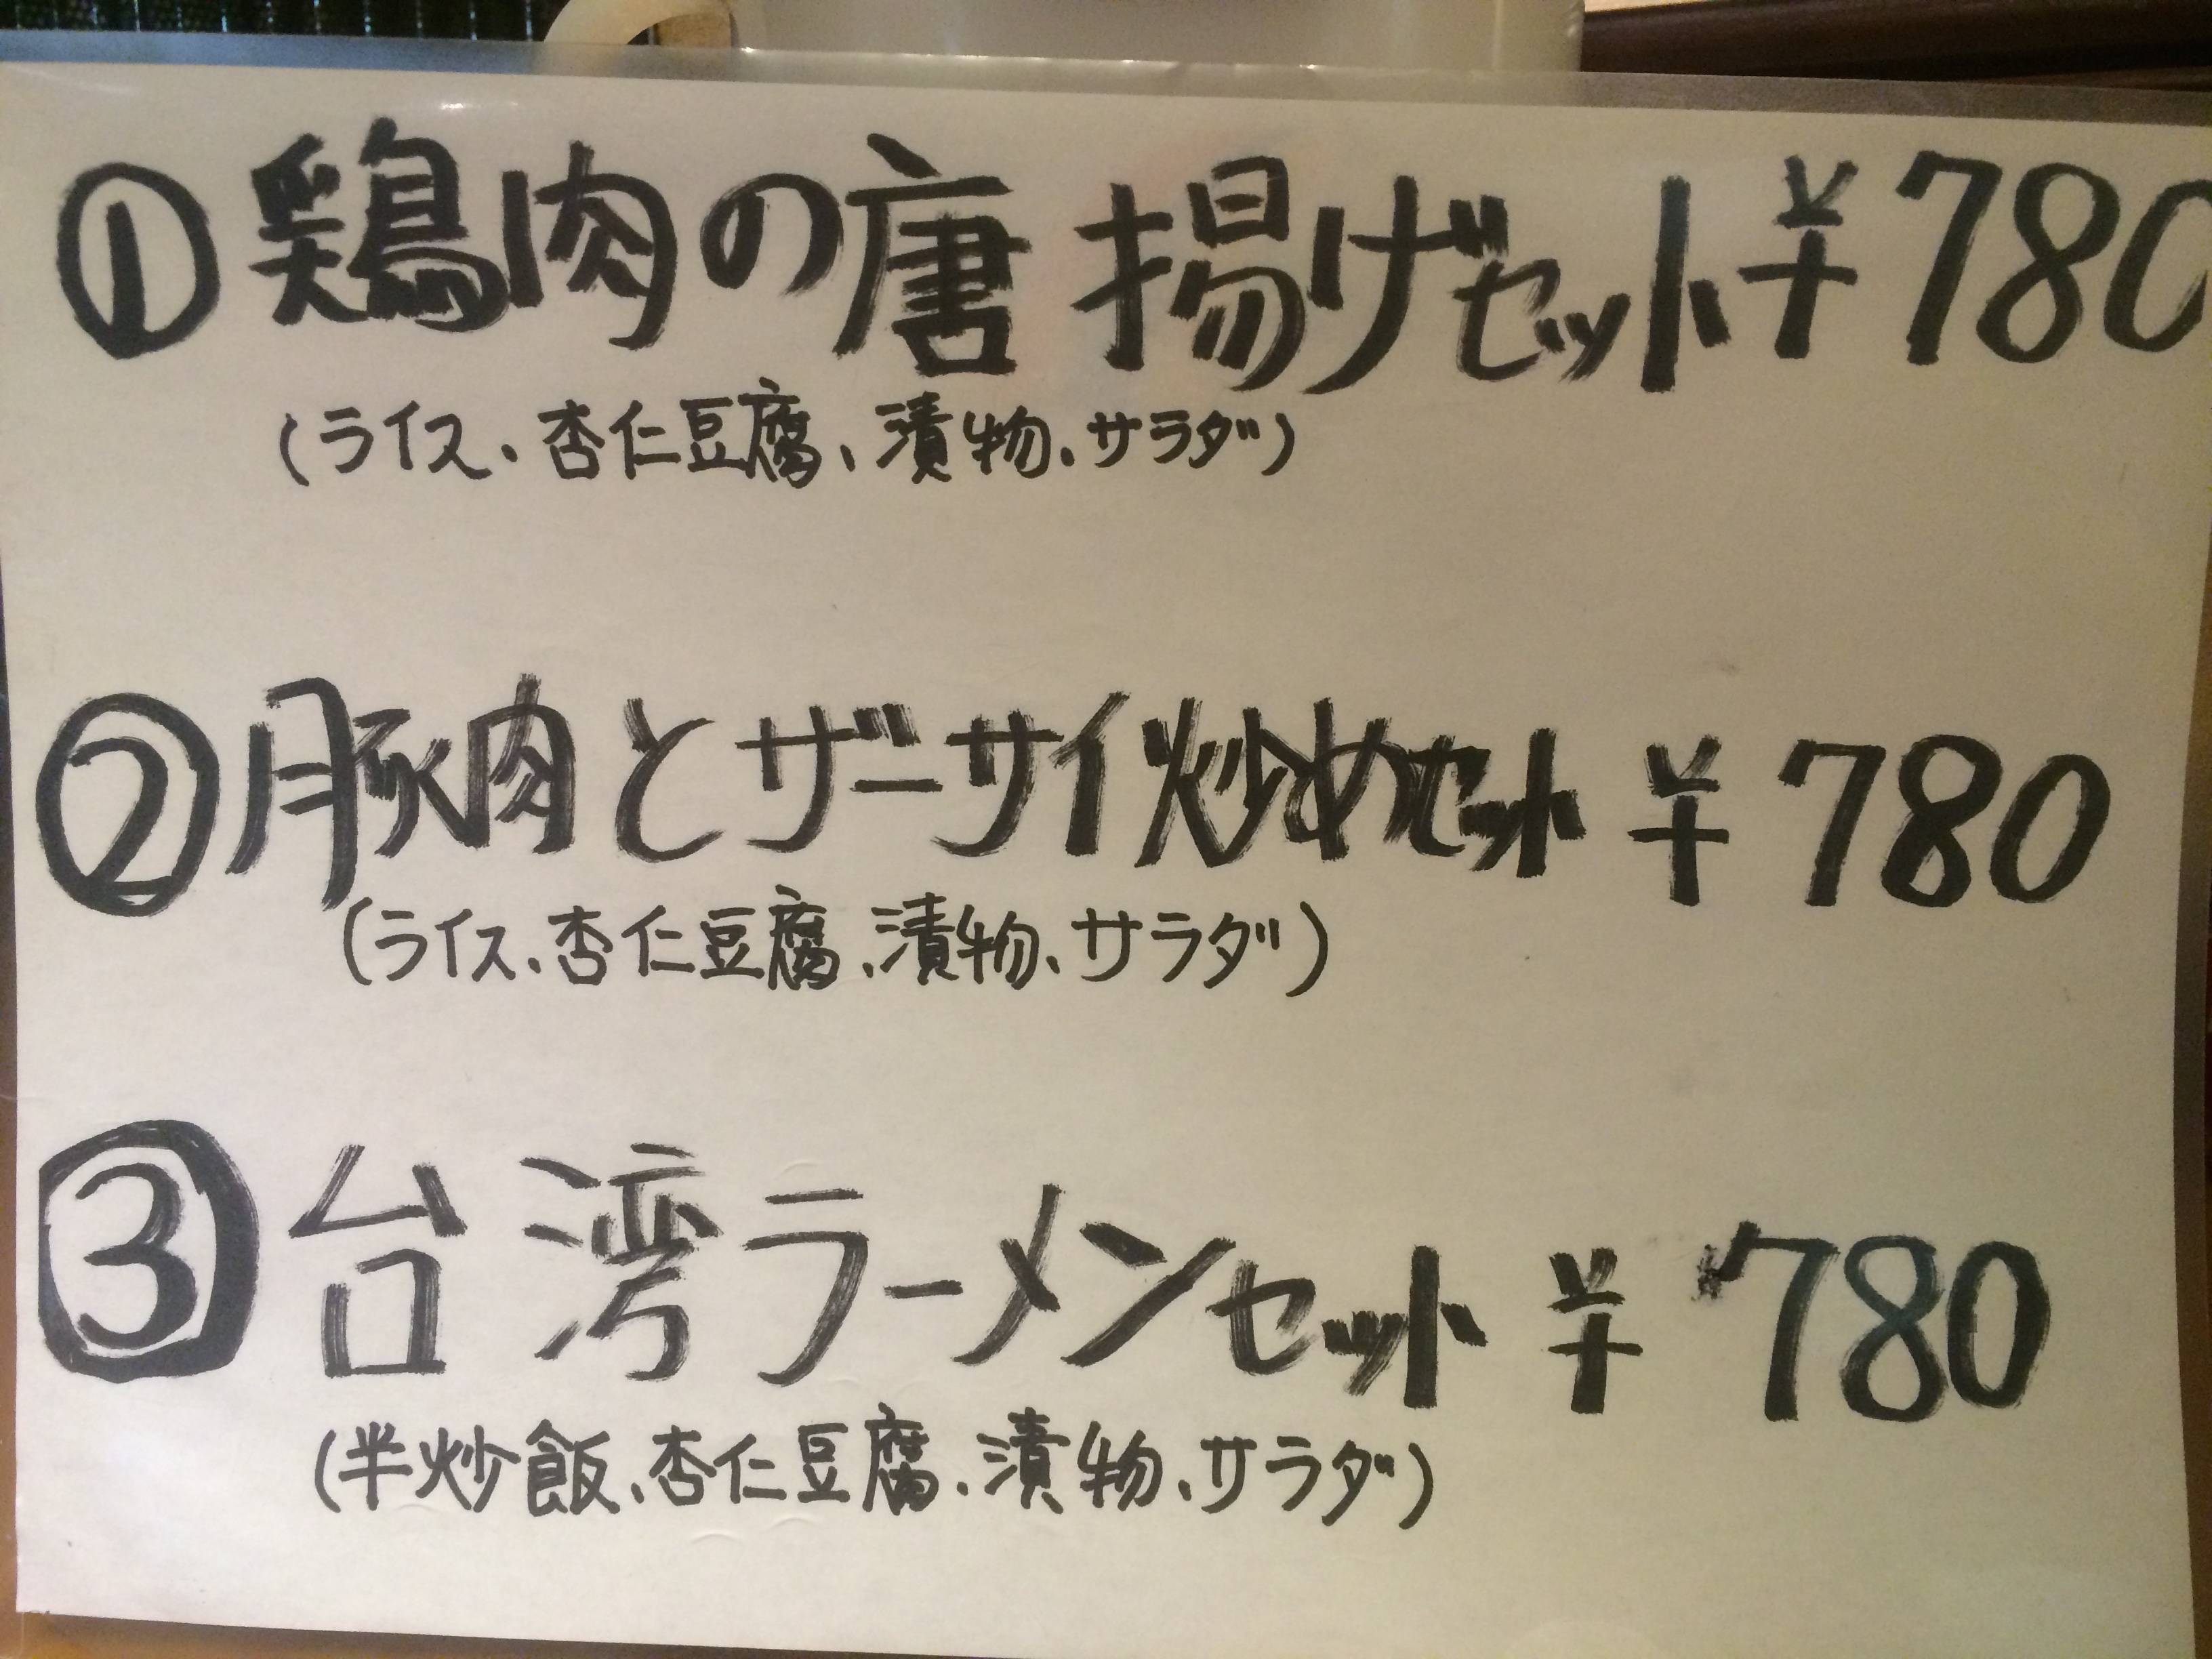 ①鶏肉の唐揚げセット¥780
(ライス、杏仁豆腐、漬物、サラダ)
②豚肉とザーサイ炒めセット¥780
(ライス、杏仁豆腐、漬物、サラダ)
③台湾ラーメンセット¥780
(半炒飯、杏仁豆腐、漬物、サラダ)